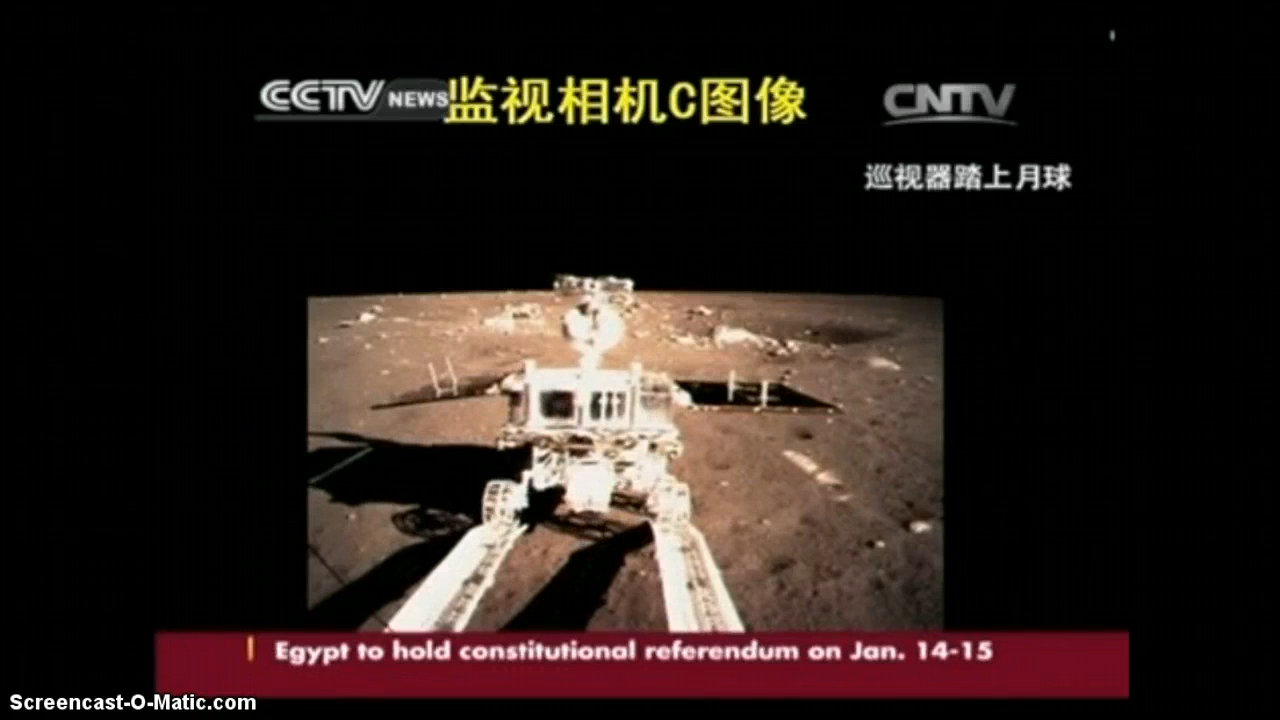 CCTV NEWS
监视相机C图像
CNTV
巡视器踏上月球
Egypt to hold constitutional referendum on Jan. 14-15
Screencast-O-Matic.com